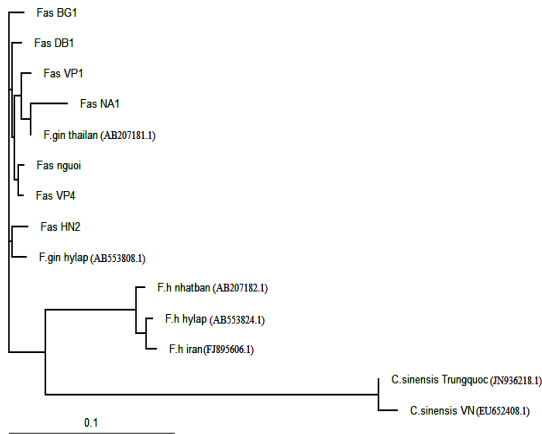 Fas BG1
Fas DB1
Fas VP1
Fas NA1
F.gin thailan (AB207181.1)
Fas nguoi
Fas VP4
Fas HN2
F.gin hylap (AB553808.1)
F.h nhatban (AB207182.1)
F.h hylap (AB553824.1)
F.h iran(FJ895606.1)
C.sinensis Trungquoc(JN936218.1)
C.sinensis VN(EU652408.1)
0.1